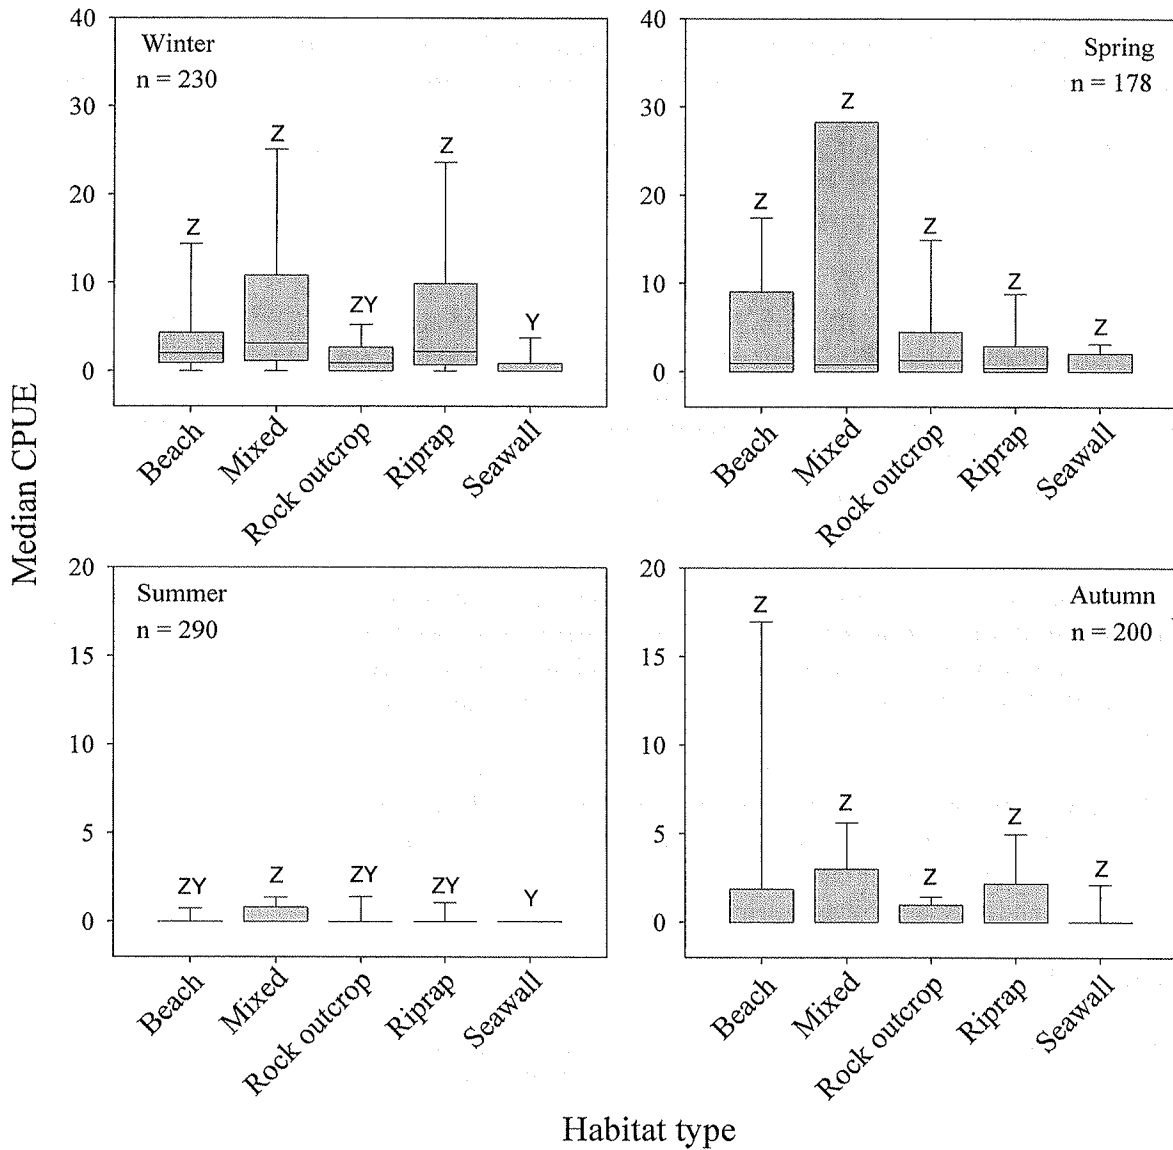 Median CPUE
Winter
n = 230
40
30
20
10
0
Z
Z
ZY
Z
Y
Beach
Mixed
Rock outcrop
Riprap
Seawall
Spring
n = 178
40
30
20
10
0
Z
Z
Z
Z
Z
Beach
Mixed
Rock outcrop
Riprap
Seawall
Summer
n = 290
20
15
10
5
0
ZY
Z
ZY
ZY
Y
Beach
Mixed
Rock outcrop
Riprap
Seawall
Autumn
n = 200
20
15
10
5
0
Z
Z
Z
Z
Z
Beach
Mixed
Rock outcrop
Riprap
Seawall
Habitat type